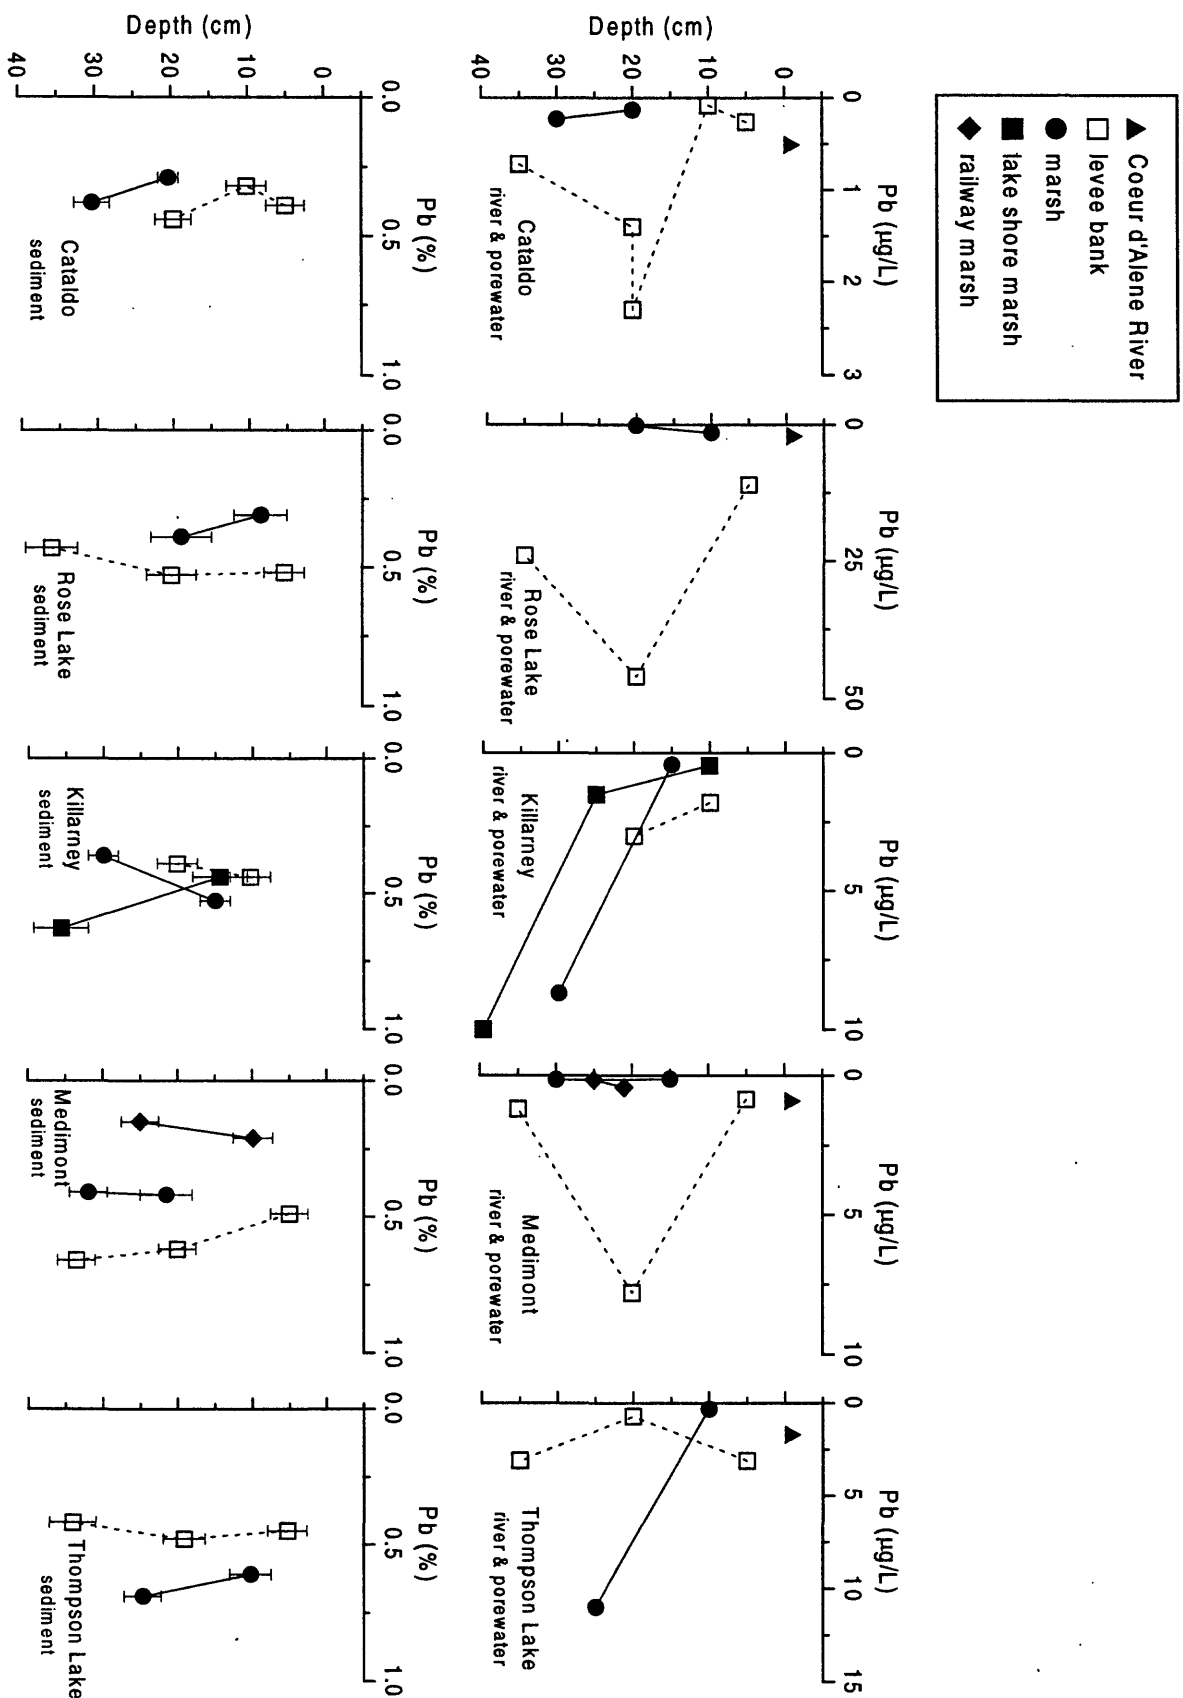 Coeur d'Alene River
levee bank
marsh
lake shore marsh
railway marsh
Pb (µg/L)
0 1 2 3
Depth (cm)
0
10
20
30
40
Cataldo
river & porewater
Pb (µg/L)
0 25 50
Rose Lake
river & porewater
Pb (µg/L)
0 5 10
Killarney
river & porewater
Pb (µg/L)
0 5 10
Medimont
river & porewater
Pb (µg/L)
0 5 10 15
Thompson Lake
river & porewater
Pb (%)
0.0 0.5 1.0
Depth (cm)
0
10
20
30
40
Cataldo
sediment
Pb (%)
0.0 0.5 1.0
Rose Lake
sediment
Pb (%)
0.0 0.5 1.0
Killarney
sediment
Pb (%)
0.0 0.5 1.0
Medimont
sediment
Pb (%)
0.0 0.5 1.0
Thompson Lake
sediment